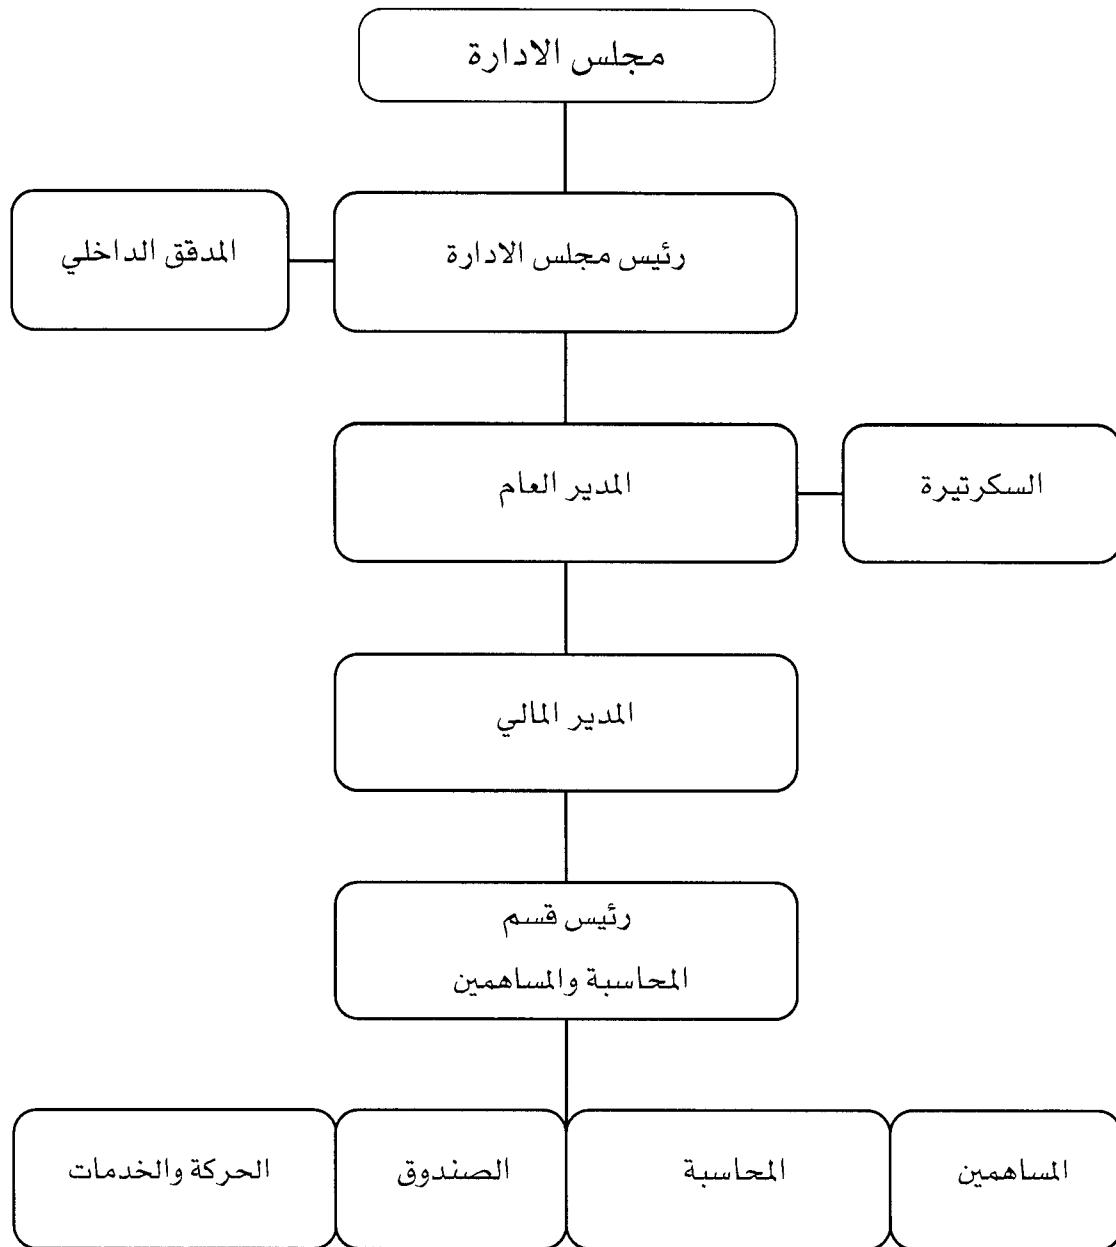 مجلس الادارة
رئيس مجلس الادارة
المدقق الداخلي
السكرتيرة
المدير العام
المدير المالي
رئيس قسم
المحاسبة والمساهمين
المساهمين
المحاسبة
الصندوق
الحركة والخدمات